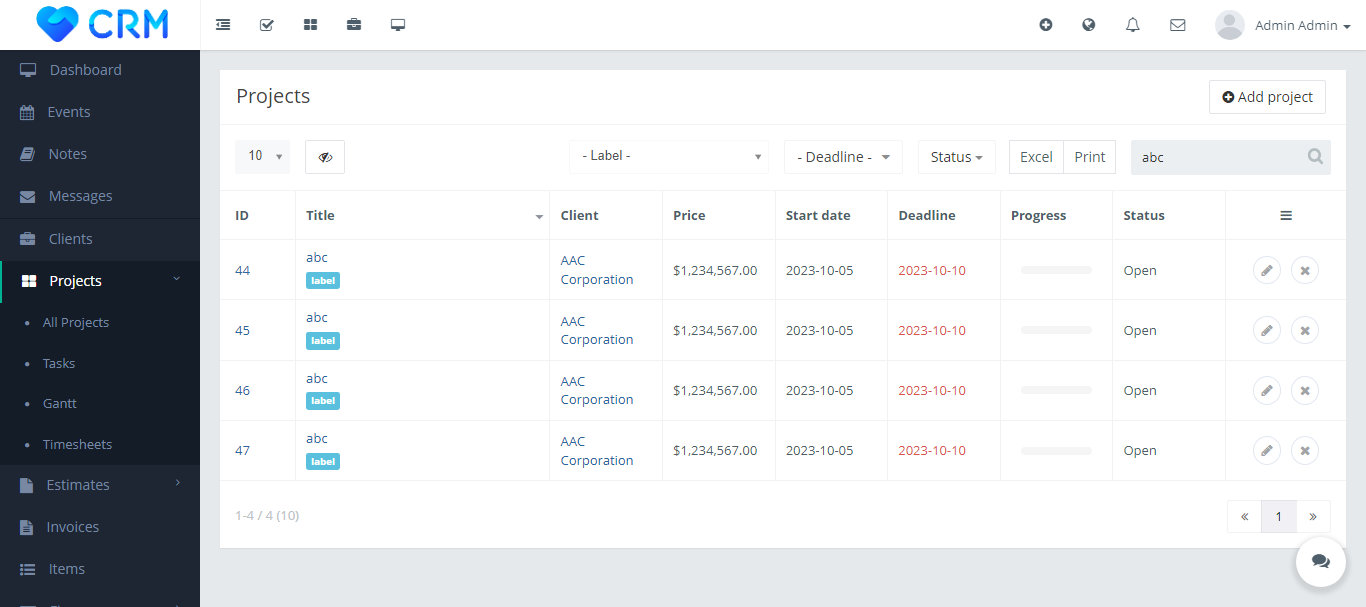 CRM
Admin Admin
Dashboard
Events
Notes
Messages
Clients
Projects
All Projects
Tasks
Gantt
Timesheets
Estimates
Invoices
Items
Projects
Add project
10
- Label -
- Deadline -
Status
Excel
Print
abc
ID Title Client Price Start date Deadline Progress Status
44 abc label AAC Corporation $1,234,567.00 2023-10-05 2023-10-10 Open
45 abc label AAC Corporation $1,234,567.00 2023-10-05 2023-10-10 Open
46 abc label AAC Corporation $1,234,567.00 2023-10-05 2023-10-10 Open
47 abc label AAC Corporation $1,234,567.00 2023-10-05 2023-10-10 Open
1-4 / 4 (10)
« 1 »